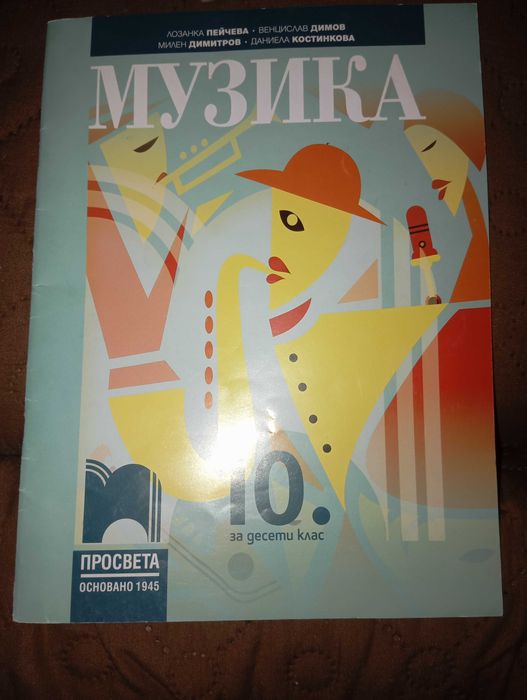 ЛОЗАНКА ПЕЙЧЕВА • ВЕНЦИСЛАВ ДИМОВ
МИЛЕН ДИМИТРОВ • ДАНИЕЛА КОСТИНКОВА
МУЗИКА
10.
за десети клас
ПРОСВЕТА
ОСНОВАНО 1945